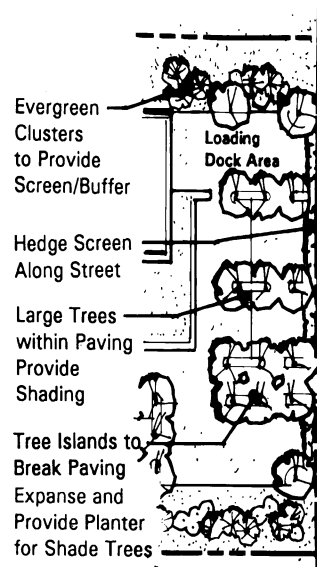 Evergreen
Clusters
to Provide
Screen/Buffer
Loading
Dock Area
Hedge Screen
Along Street
Large Trees
within Paving
Provide
Shading
Tree Islands to
Break Paving
Expanse and
Provide Planter
for Shade Trees